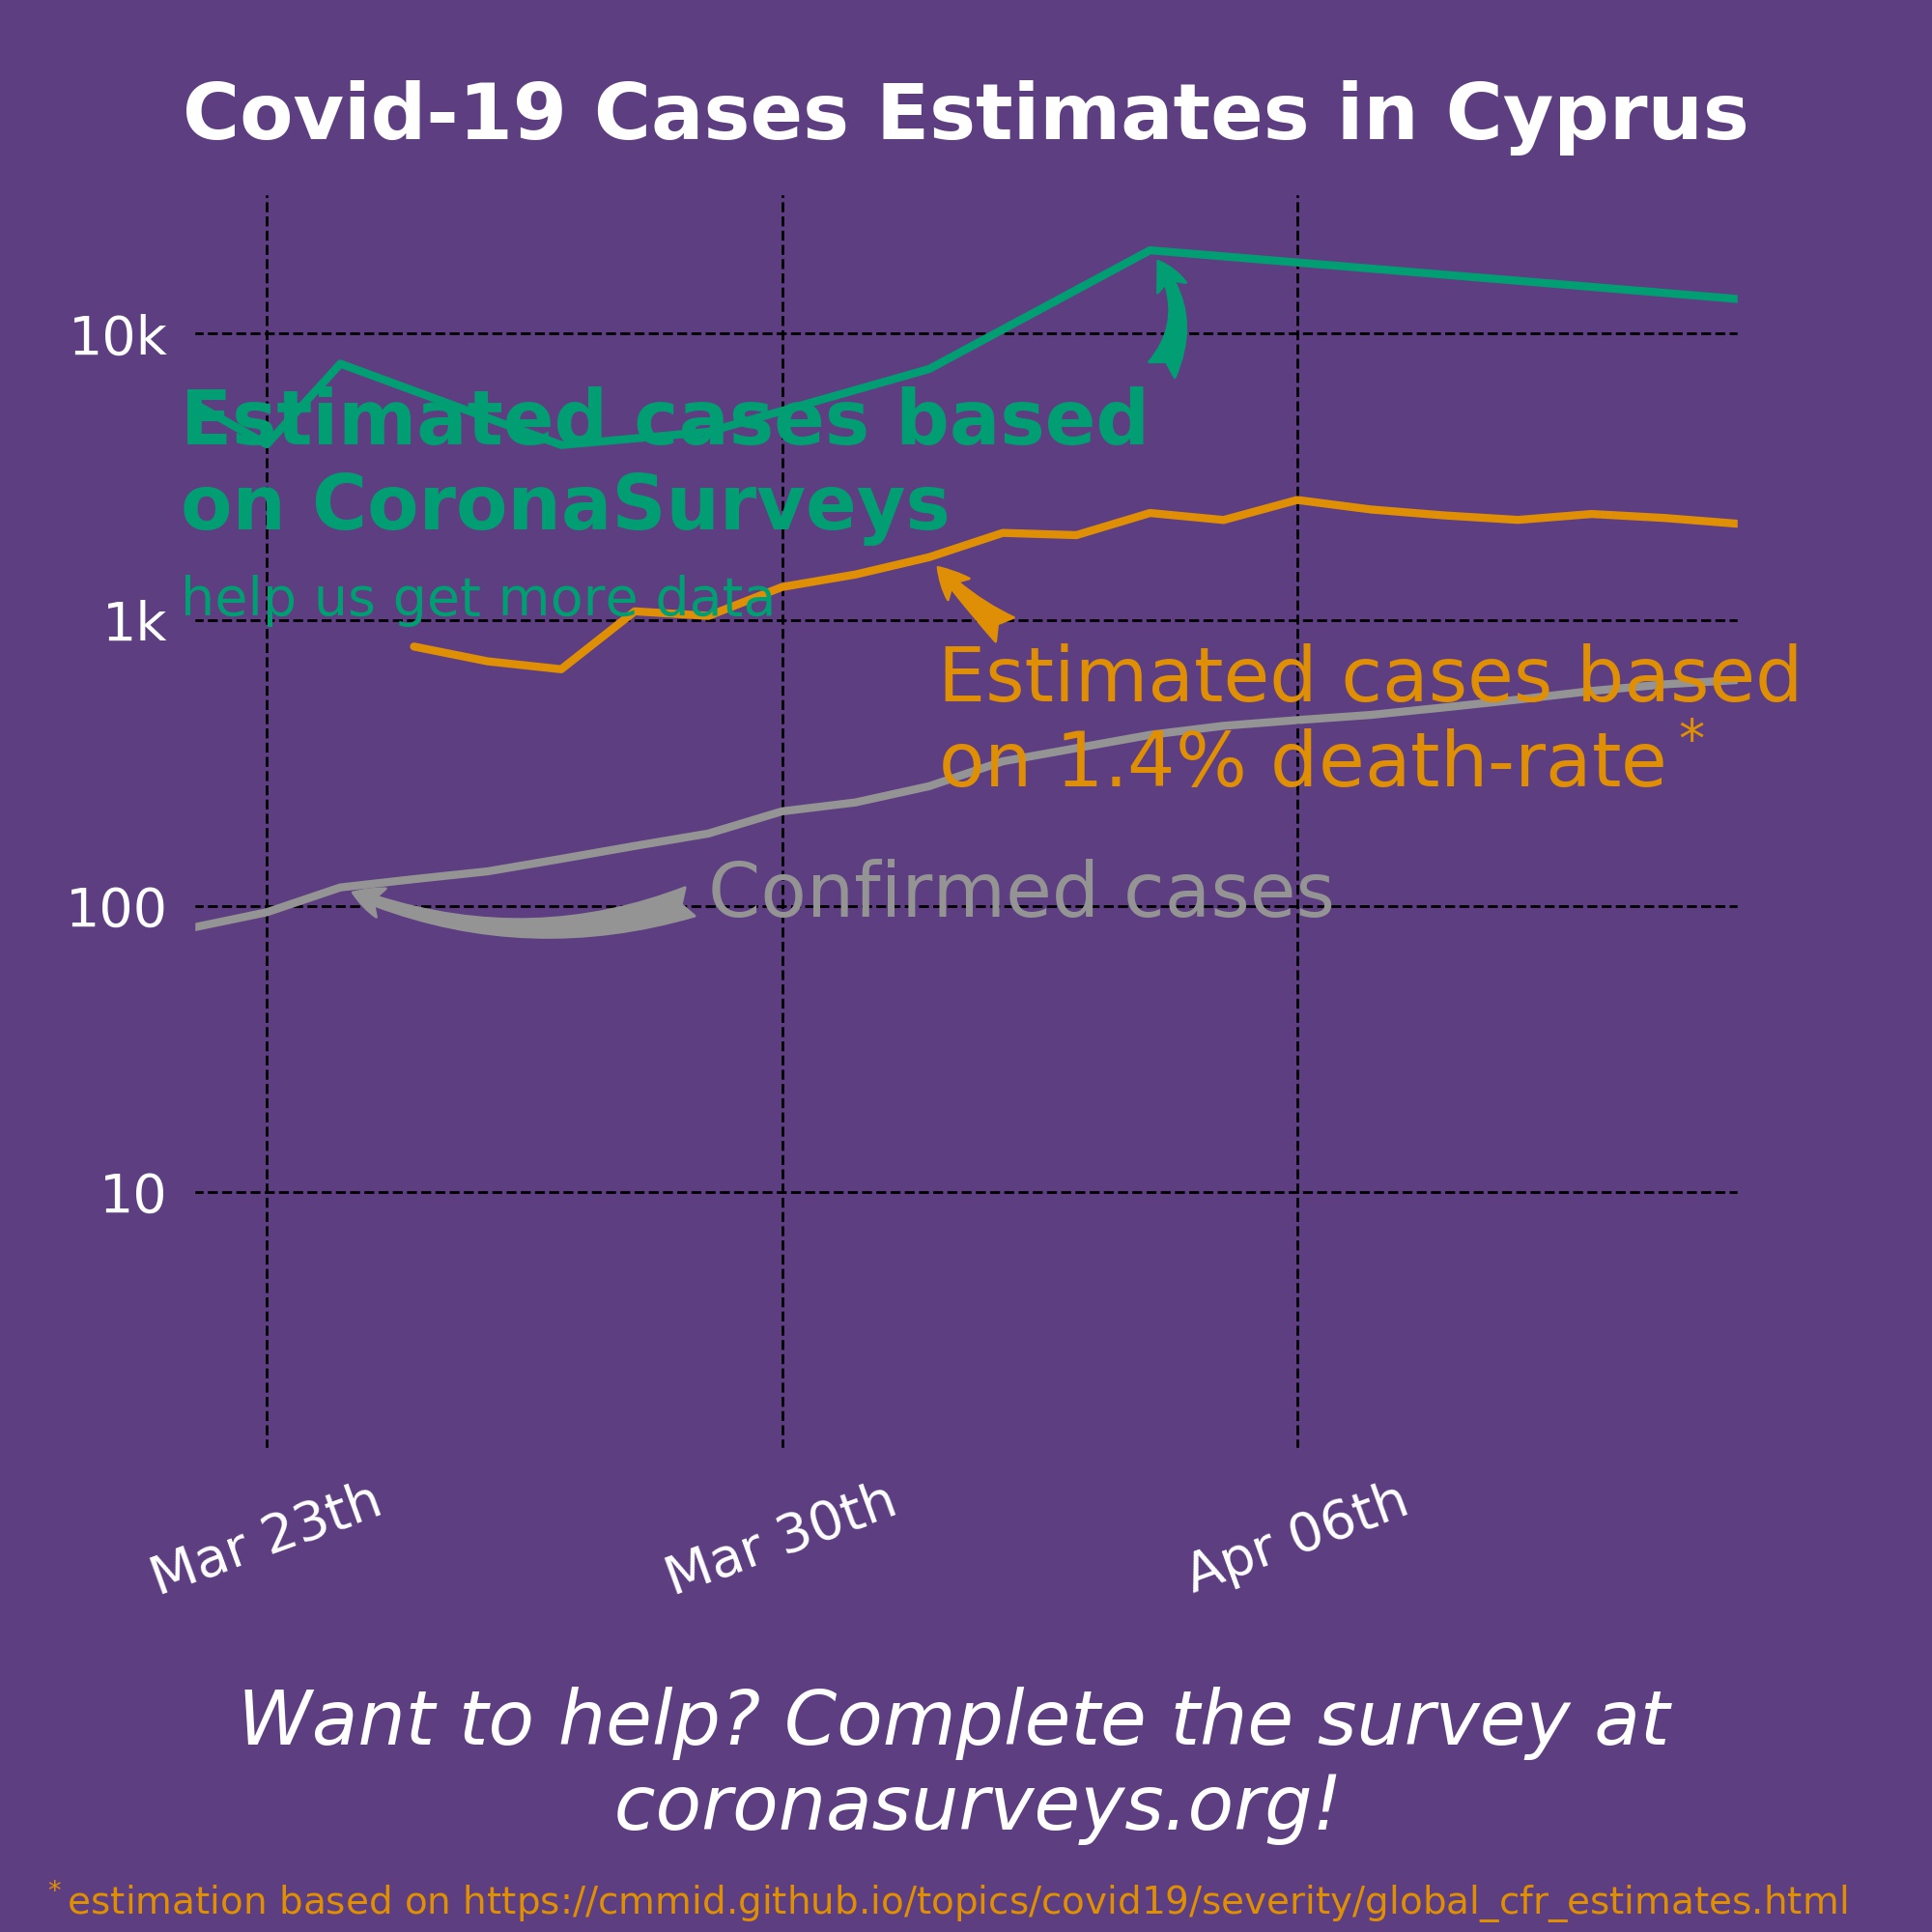 Covid-19 Cases Estimates in Cyprus
10k
Estimated cases based
on CoronaSurveys
help us get more data
1k
Estimated cases based
on 1.4% death-rate*
Confirmed cases
100
10
Mar 23th
Mar 30th
Apr 06th
Want to help? Complete the survey at
coronasurveys.org!
*estimation based on https://cmmid.github.io/topics/covid19/severity/global_cfr_estimates.html